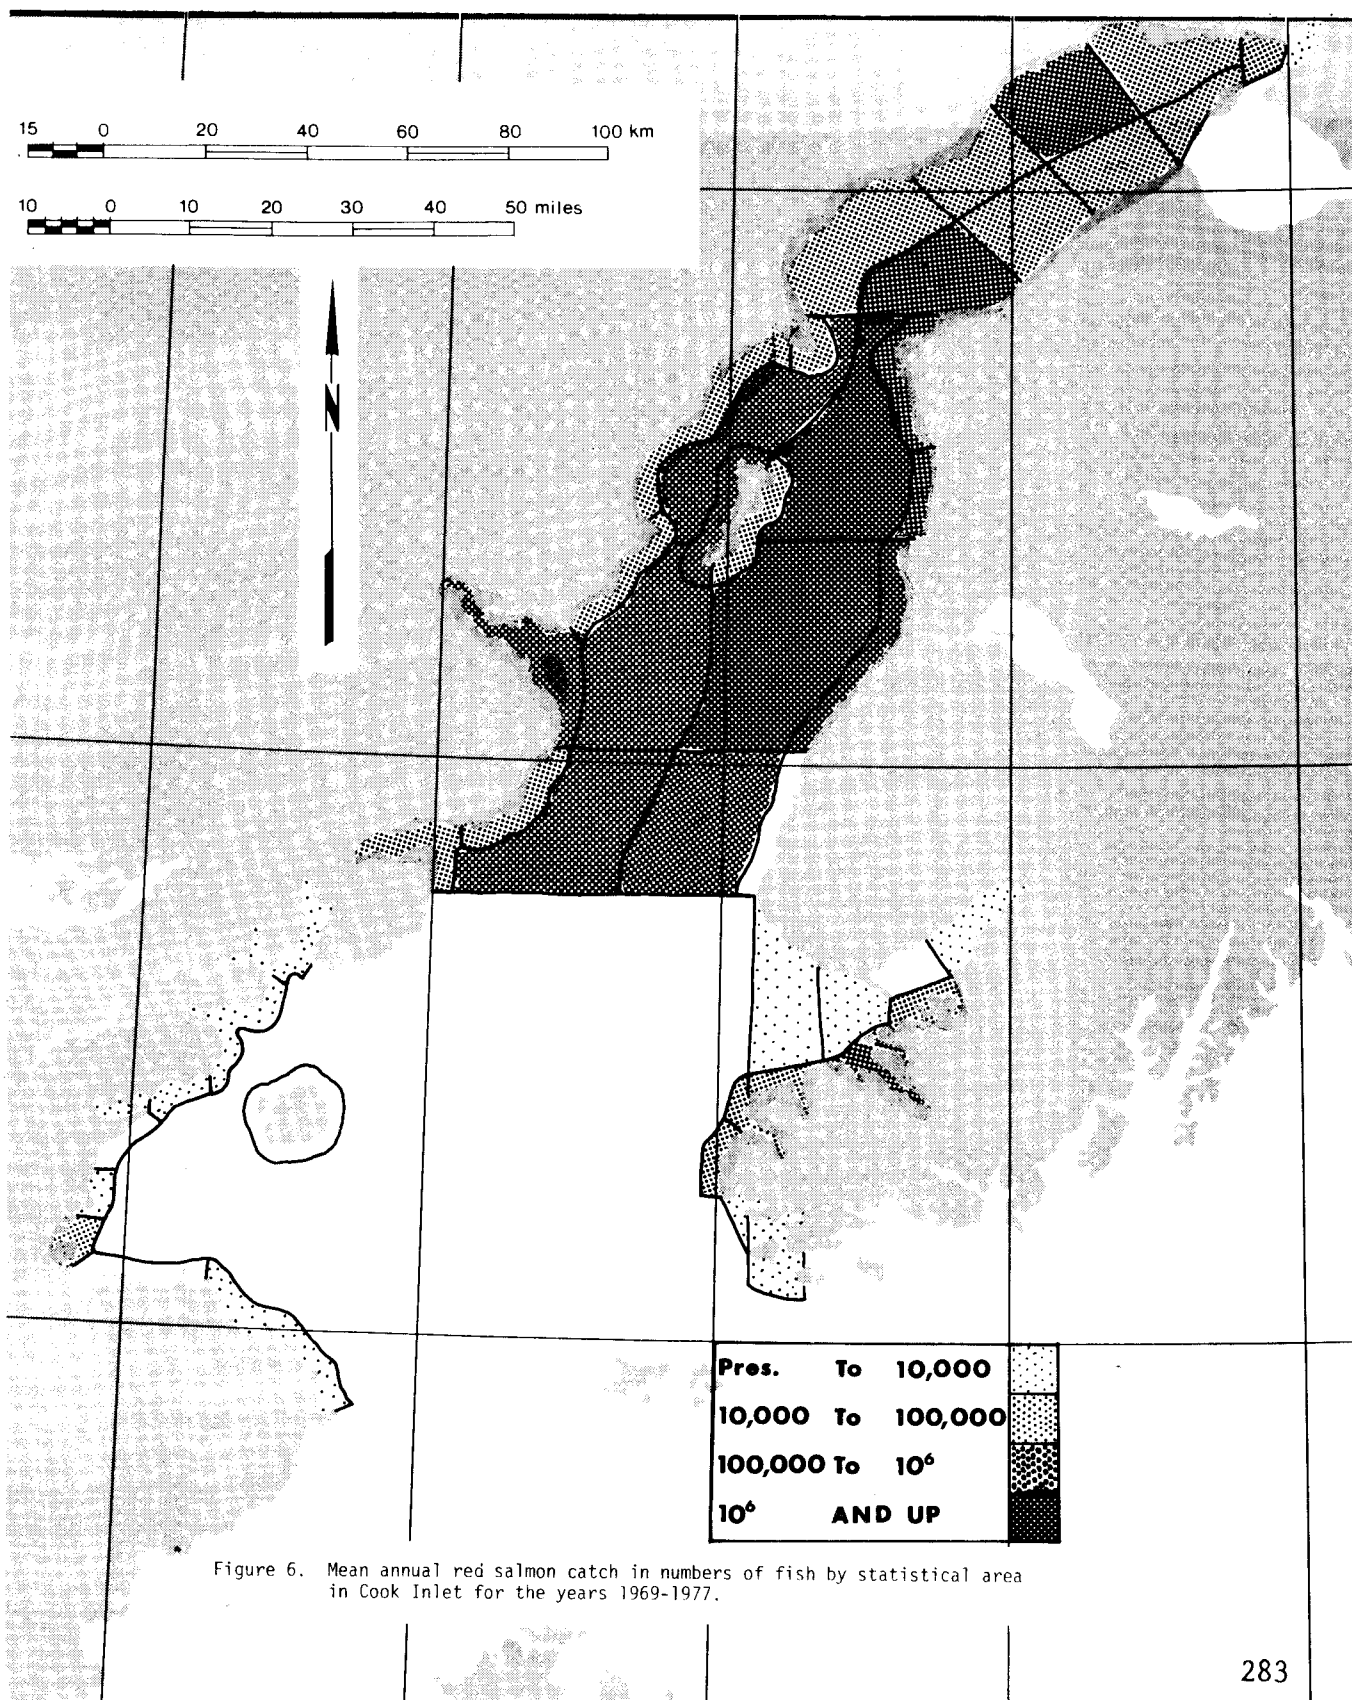 15 0 20 40 60 80 100 km
10 0 10 20 30 40 50 miles
N
Pres. To 10,000
10,000 To 100,000
100,000 To 10⁶
10⁶ AND UP
Figure 6. Mean annual red salmon catch in numbers of fish by statistical area
in Cook Inlet for the years 1969-1977.
283